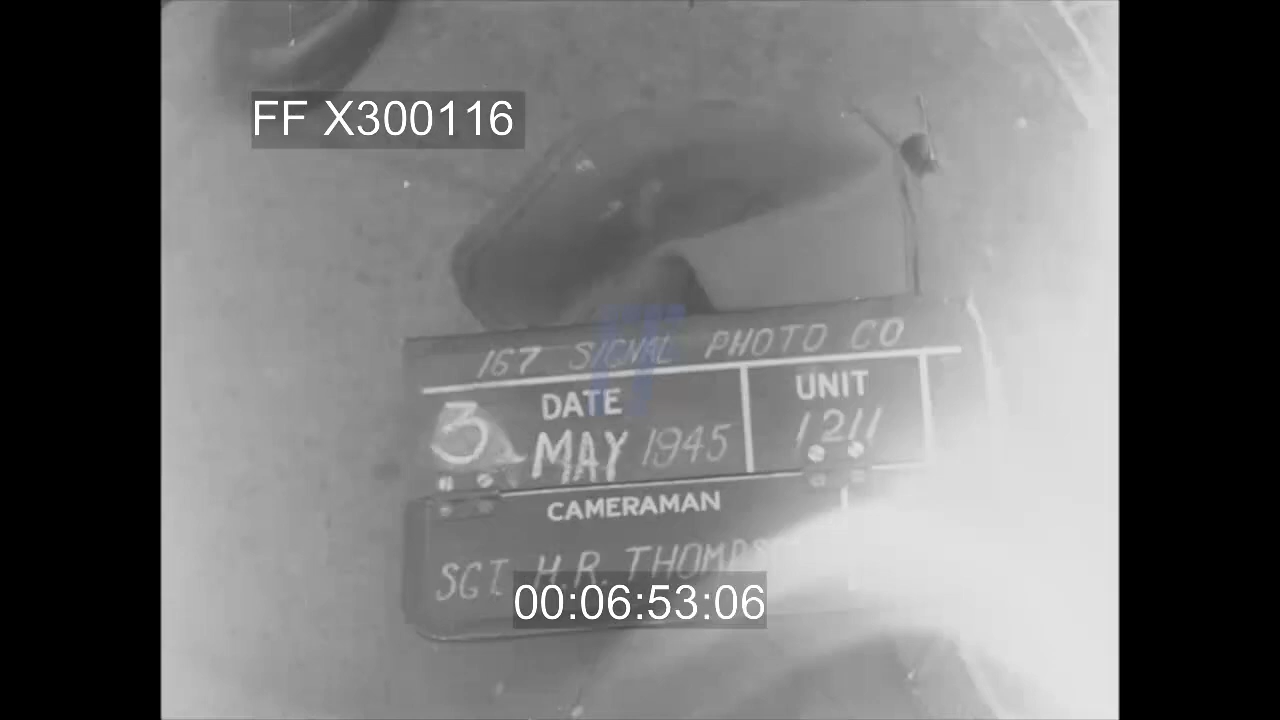 FF X300116
167 SIGNAL PHOTO CO
DATE
UNIT
3 MAY 1945
1211
CAMERAMAN
SGT H.R.
00:06:53:06